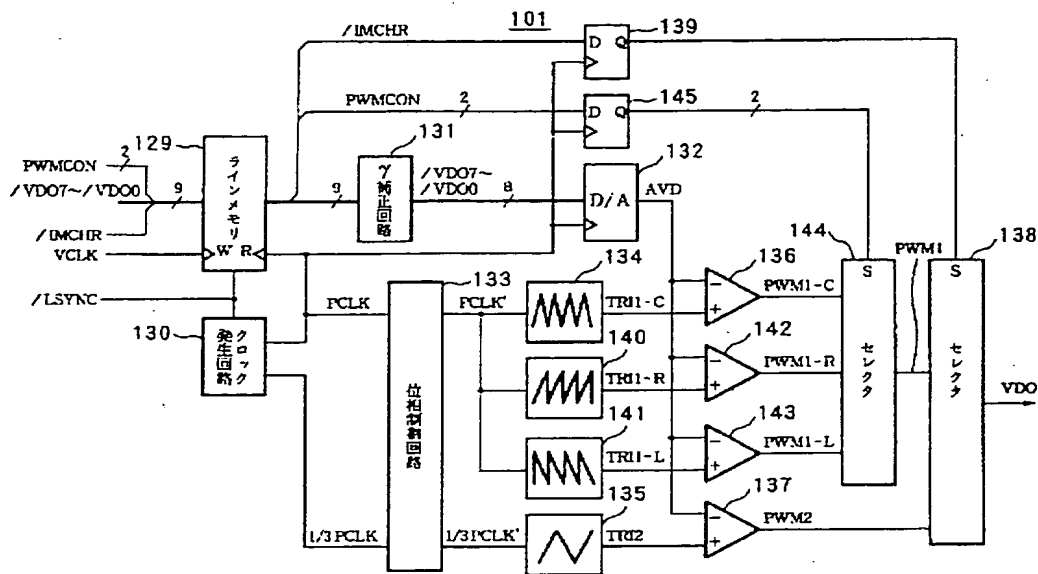 101
/IMCHR
139
D Q
PWMCON
2
145
D Q
2
129
131
132
PWMCON
2
/VDO7~/VDO0
9
/IMCHR
VCLK
/LSYNC
ラインメモリ
W R
9
γ補正回路
/VDO7~
/VDO0
8
D/A
AVD
130
クロック
発生回路
PCLK
1/3 PCLK
133
位相制御回路
PCLK'
1/3 PCLK'
134
TRI1-C
140
TRI1-R
141
TRI1-L
135
TRI2
136
- +
PWM1-C
142
- +
PWM1-R
143
- +
PWM1-L
137
- +
PWM2
144
S
セレクタ
PWM1
138
S
セレクタ
VDO